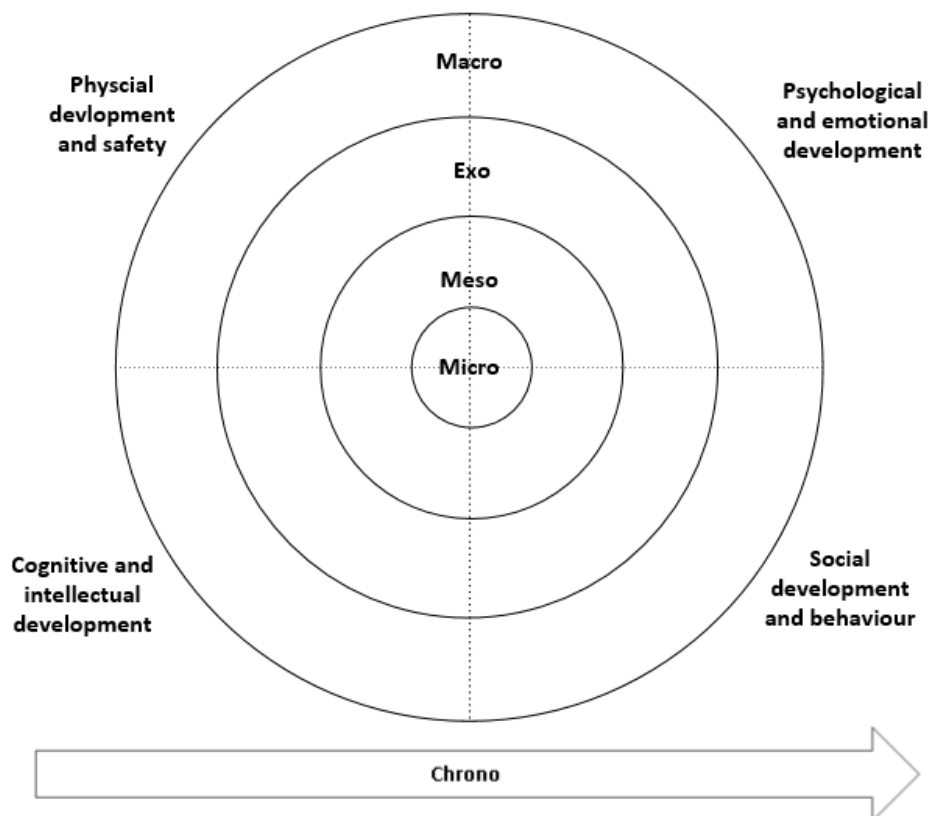 Macro
Physcial
devlopment
and safety
Psychological
and emotional
development
Exo
Meso
Micro
Cognitive and
intellectual
development
Social
development
and behaviour
Chrono